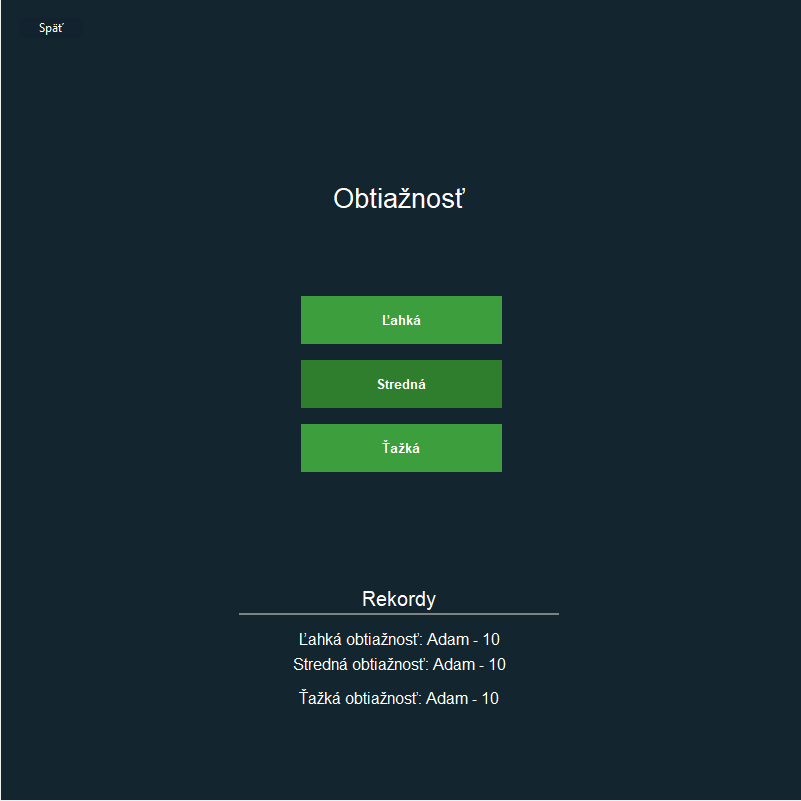 Späť
Obtiažnosť
Ľahká
Stredná
Ťažká
Rekordy
Ľahká obtiažnosť: Adam - 10
Stredná obtiažnosť: Adam - 10
Ťažká obtiažnosť: Adam - 10